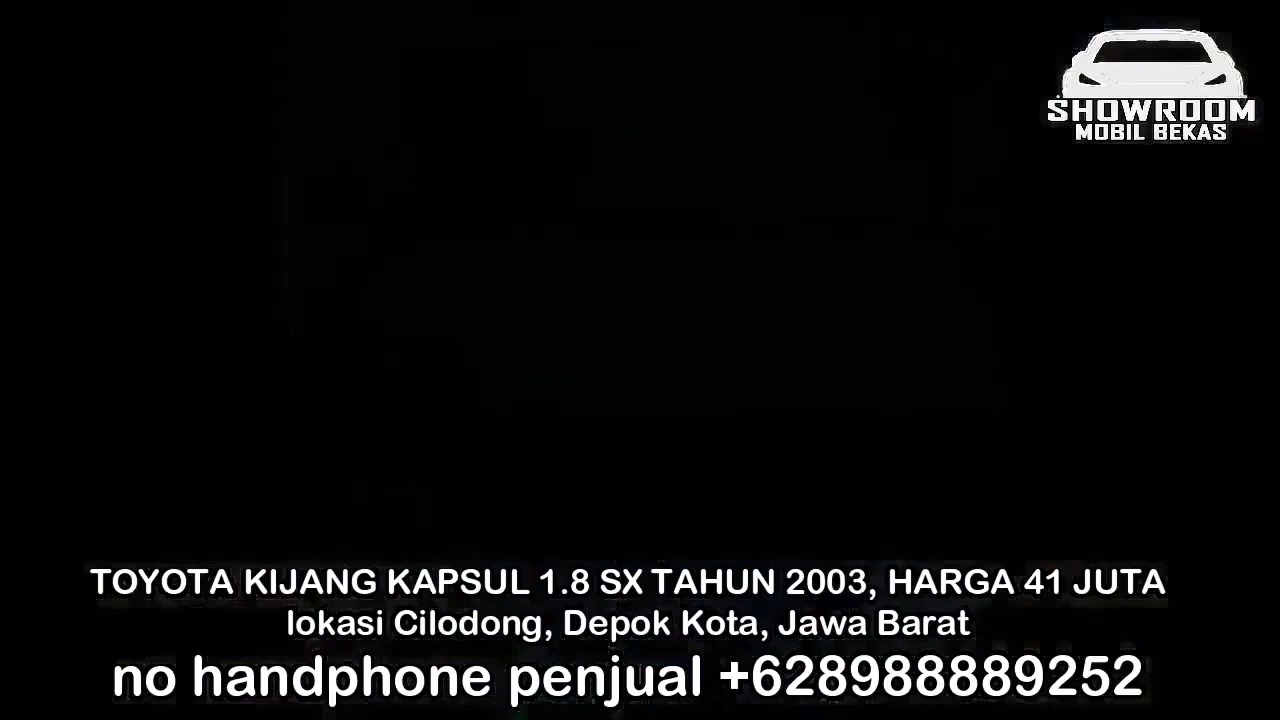 SHOWROOM
MOBIL BEKAS
TOYOTA KIJANG KAPSUL 1.8 SX TAHUN 2003, HARGA 41 JUTA
lokasi Cilodong, Depok Kota, Jawa Barat
no handphone penjual +628988889252